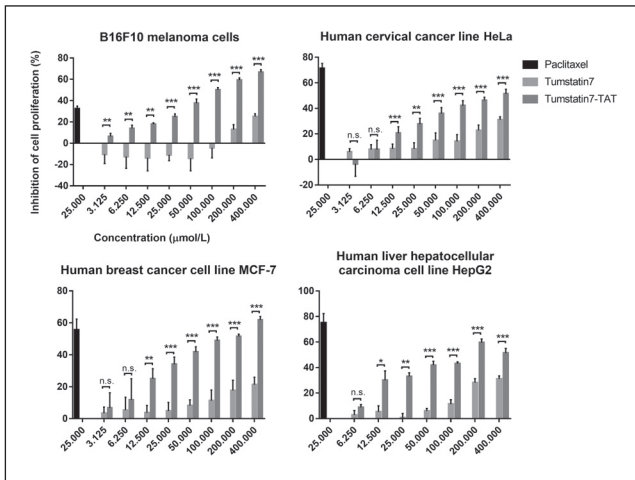 B16F10 melanoma cells
Inhibition of cell proliferation (%)
80
60
40
20
0
-20
-40
** ** ** *** *** *** *** ***
25.000 3.125 6.250 12.500 25.000 50.000 100.000 200.000 400.000
Concentration (μmol/L)
Human cervical cancer line HeLa
80
60
40
20
0
-20
n.s. n.s. *** ** *** *** *** ***
25.000 3.125 6.250 12.500 25.000 50.000 100.000 200.000 400.000
Paclitaxel
Tumstatin7
Tumstatin7-TAT
Human breast cancer cell line MCF-7
80
60
40
20
0
n.s. n.s. ** *** *** *** *** ***
25.000 3.125 6.250 12.500 25.000 50.000 100.000 200.000 400.000
Human liver hepatocellular
carcinoma cell line HepG2
100
80
60
40
20
0
n.s. * ** *** *** *** ***
25.000 6.250 12.500 25.000 50.000 100.000 200.000 400.000